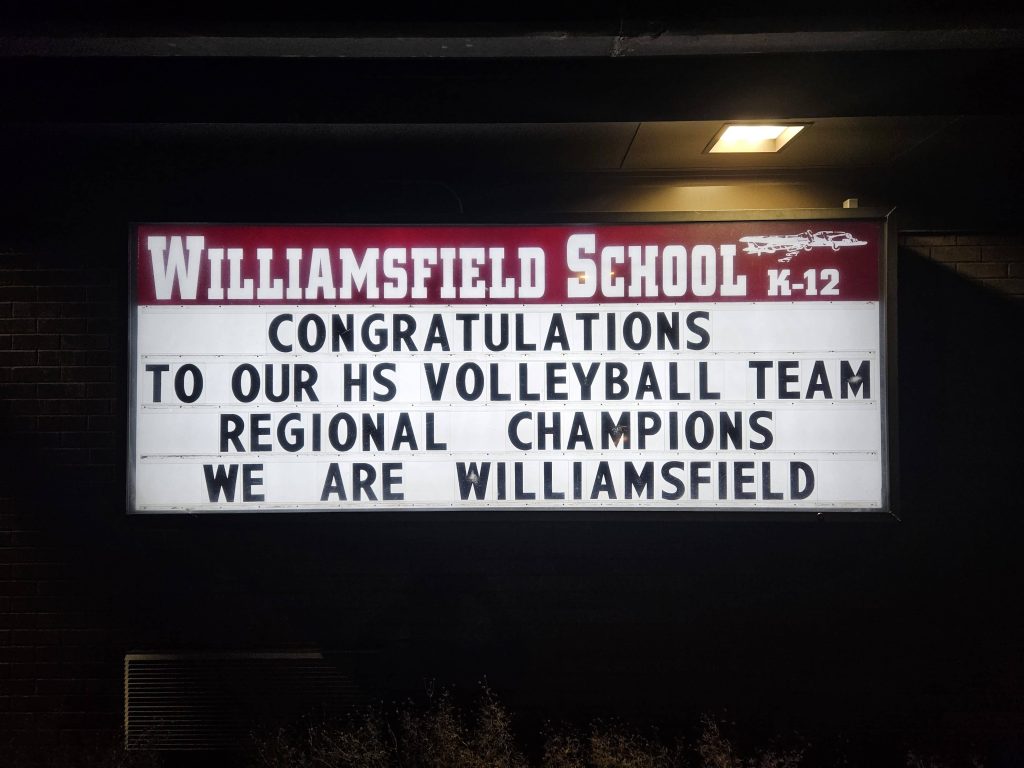 WILLIAMSFIELD SCHOOL
K-12
CONGRATULATIONS
TO OUR HS VOLLEYBALL TEAM
REGIONAL CHAMPIONS
WE ARE WILLIAMSFIELD